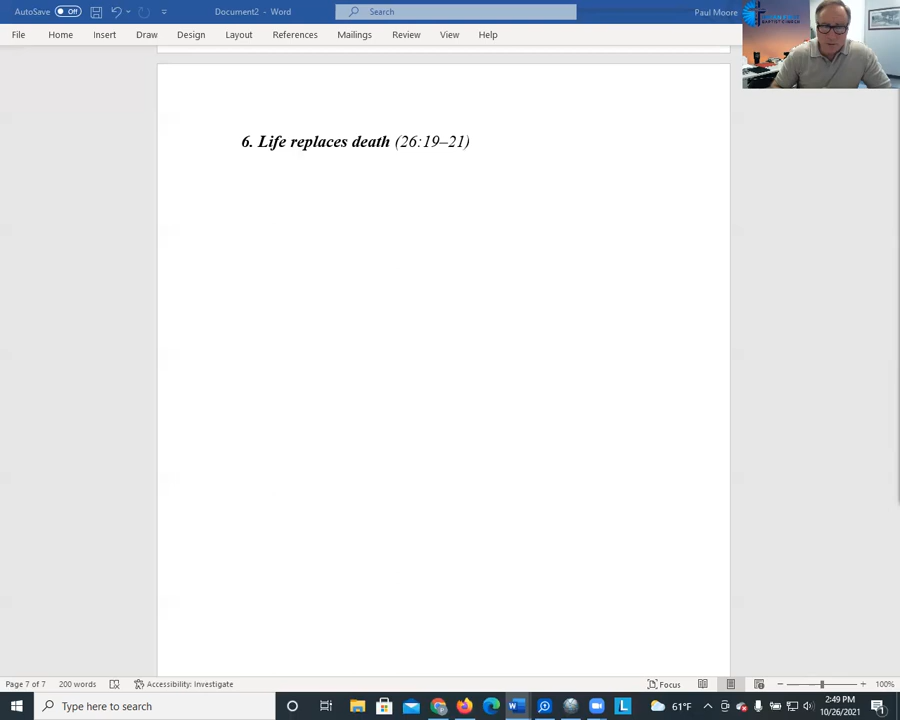 AutoSave Off Document2 - Word Search Paul Moore
File Home Insert Draw Design Layout References Mailings Review View Help
6. Life replaces death (26:19–21)
Page 7 of 7 200 words Accessibility: Investigate Focus 100%
Type here to search 61°F 2:49 PM
10/26/2021